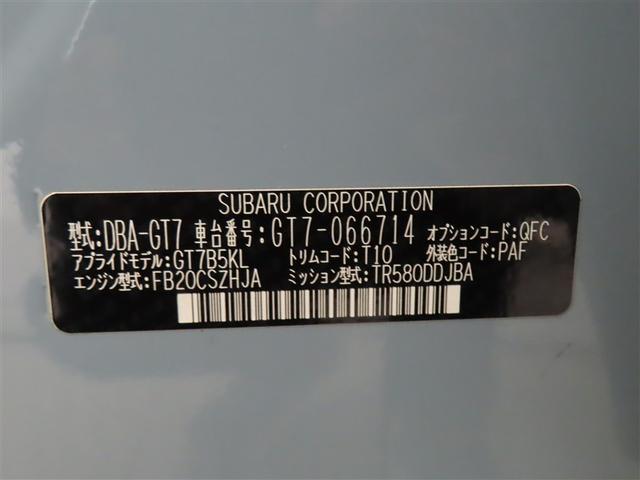 SUBARU CORPORATION
型式:DBA-GT7 車台番号:GT7-066714 オプションコード:QFC
アプライドモデル:GT7B5KL トリムコード:T10 外装色コード:PAF
エンジン型式:FB20CSZHJA ミッション型式:TR580DDJBA